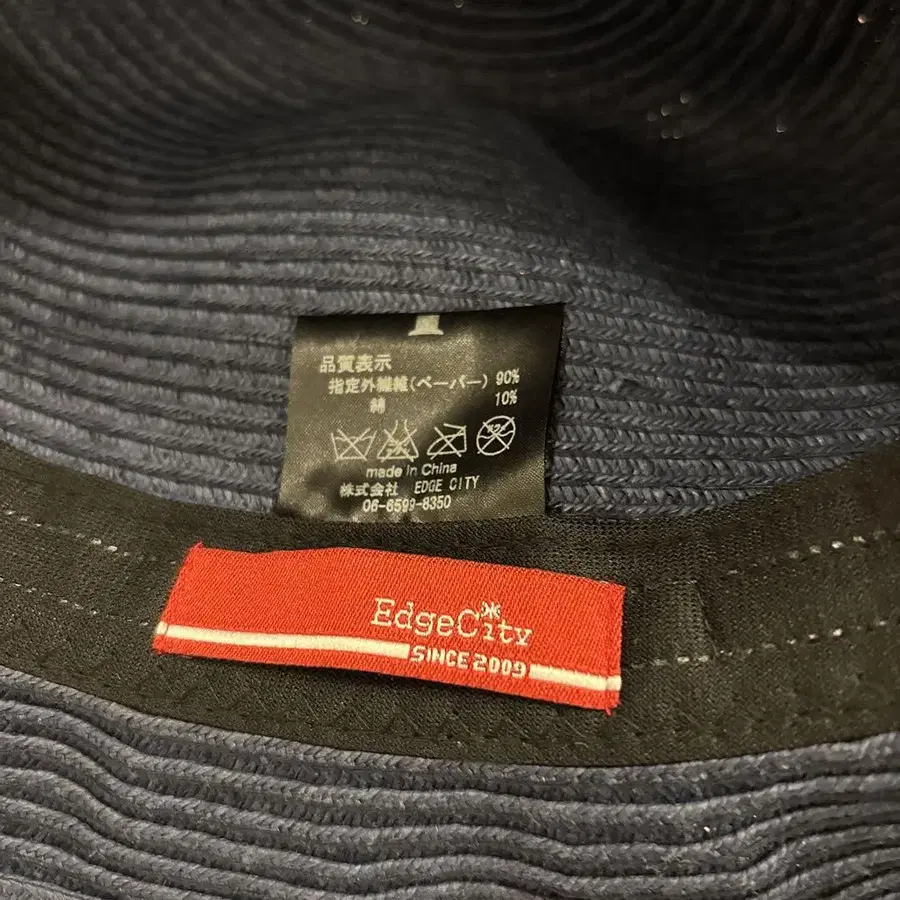 品質表示
指定外繊維(ペーパー) 90%
綿 10%
made in China
株式会社 EDGE CITY
06-6599-8350
EdgeCity
SINCE 2009